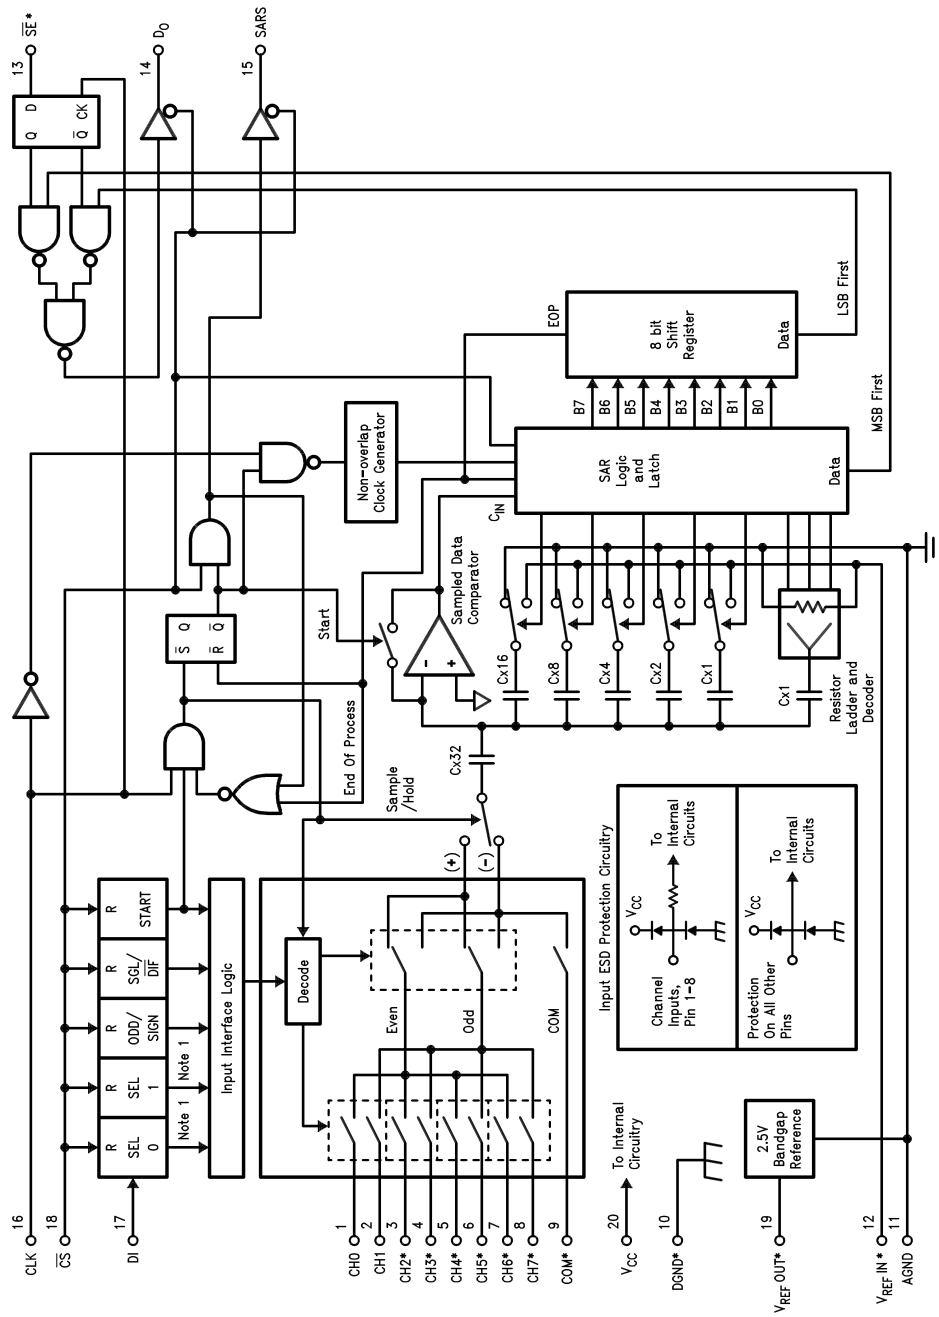 CLK
16
CS
18
DI
17
R
R
R
R
R
SEL
0
SEL
1
ODD/
SIGN
SGL/
DIF
START
Note 1
Note 1
Input Interface Logic
S
Q
R
Q
Start
End Of Process
Non-overlap
Clock Generator
Q
D
Q
CK
13
SE*
14
DO
15
SARS
CH0
1
CH1
2
CH2*
3
CH3*
4
CH4*
5
CH5*
6
CH6*
7
CH7*
8
COM*
9
Decode
Even
Odd
COM
(+)
(-)
Sample
/Hold
Cx32
-
+
Sampled Data
Comparator
CIN
EOP
SAR
Logic
and
Latch
Data
8 bit
Shift
Register
Data
B7
B6
B5
B4
B3
B2
B1
B0
LSB First
MSB First
Cx16
Cx8
Cx4
Cx2
Cx1
Cx1
Resistor
Ladder and
Decoder
Input ESD Protection Circuitry
Channel
Inputs,
Pin 1-8
VCC
To
Internal
Circuits
Protection
On All Other
Pins
VCC
To
Internal
Circuits
VCC
20
To Internal
Circuitry
DGND*
10
VREF OUT*
19
2.5V
Bandgap
Reference
VREF IN*
12
AGND
11